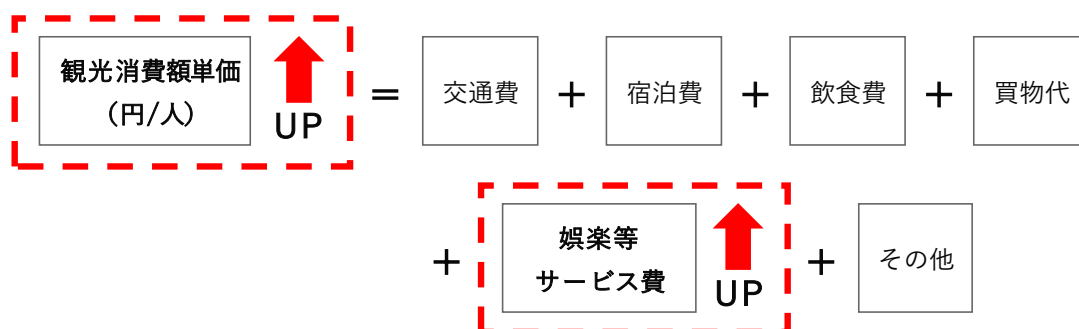 観光消費額単価
(円/人)
UP
= 交通費 + 宿泊費 + 飲食費 + 買物代
+ 娯楽等
サービス費
UP
+ その他